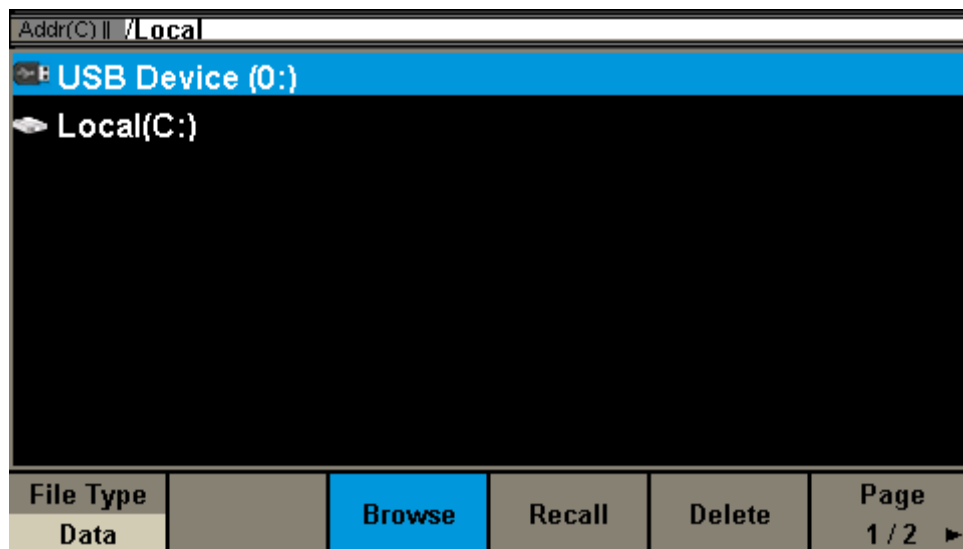 Addr(C) || /Local
USB Device (0:)
Local(C:)
File Type
Data
Browse
Recall
Delete
Page
1 / 2 ►